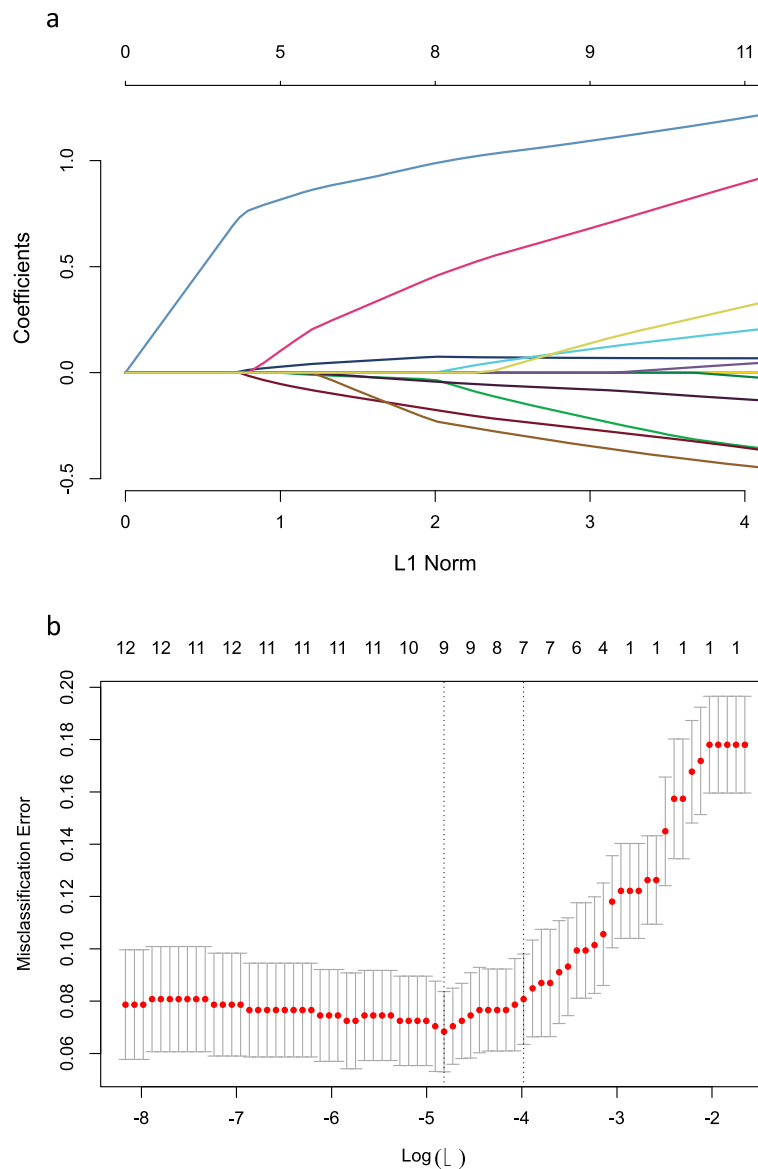 a
0 5 8 9 11
1.0
0.5
0.0
-0.5
Coefficients
0 1 2 3 4
L1 Norm
b
12 12 11 12 11 11 11 11 10 9 9 8 7 7 6 4 1 1 1 1 1
0.20
0.18
0.16
0.14
0.12
0.10
0.08
0.06
Misclassification Error
-8 -7 -6 -5 -4 -3 -2
Log (L)